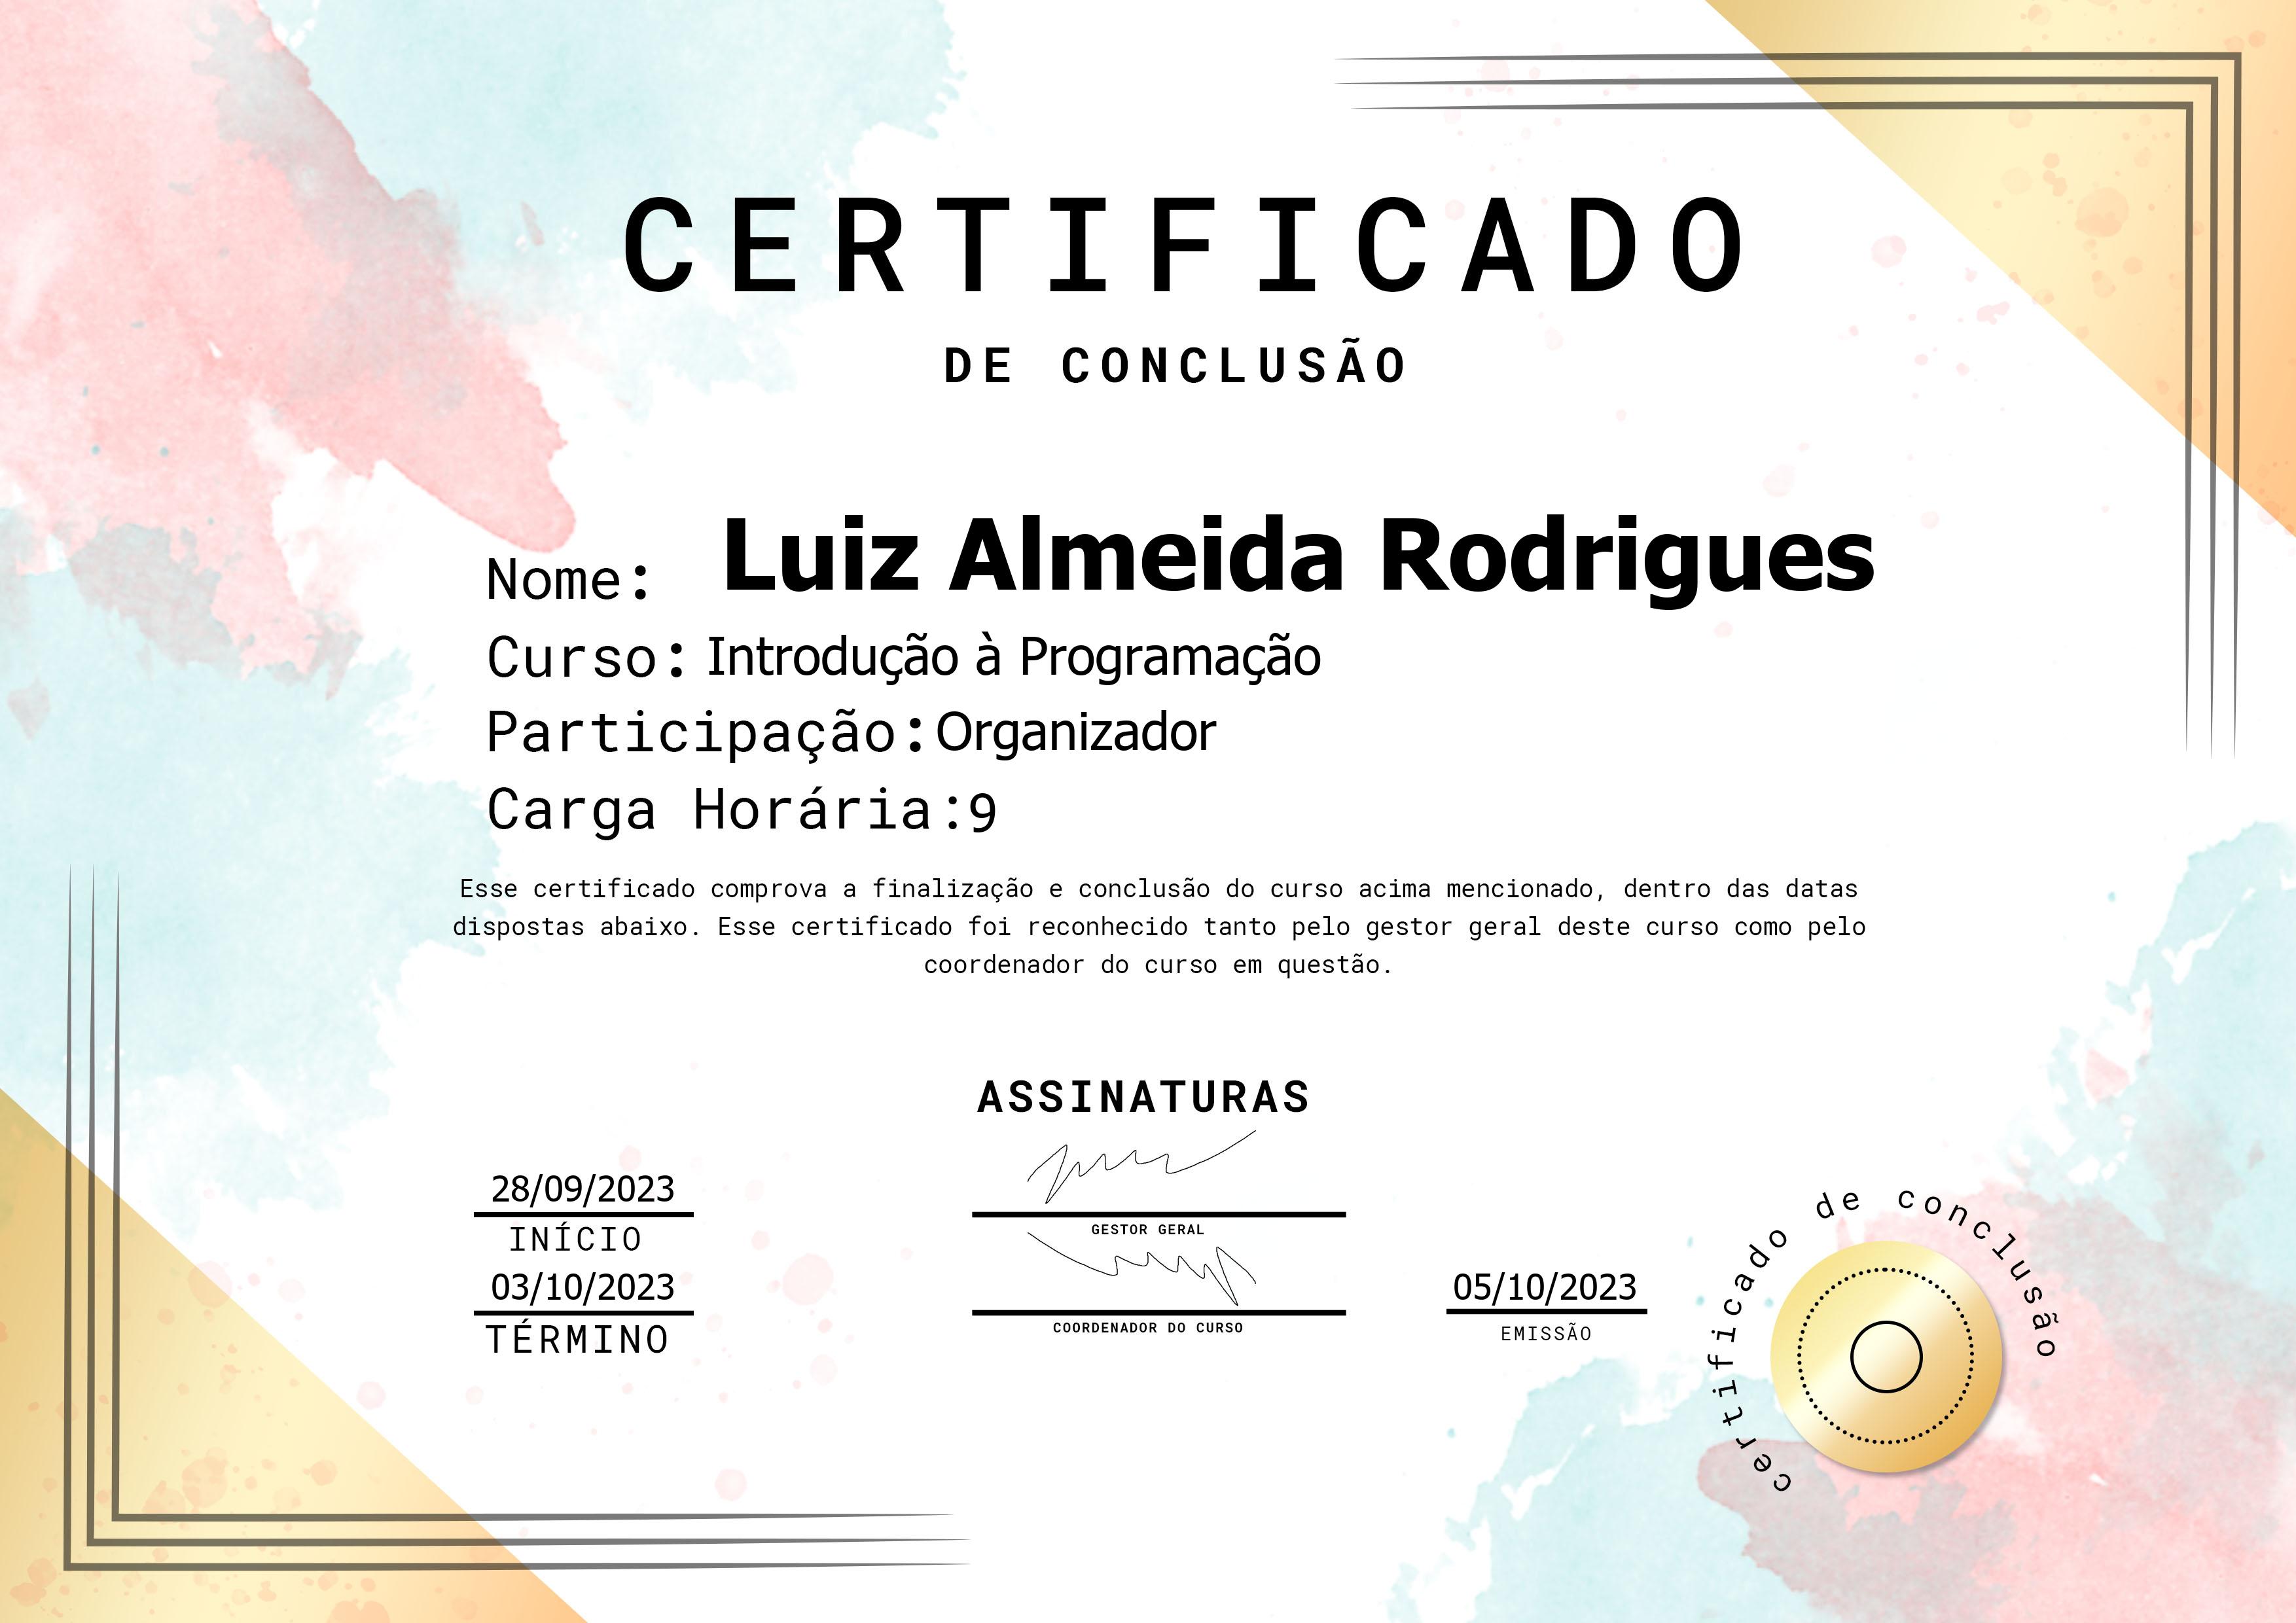 CERTIFICADO
DE CONCLUSÃO
Nome: Luiz Almeida Rodrigues
Curso: Introdução à Programação
Participação: Organizador
Carga Horária:9
Esse certificado comprova a finalização e conclusão do curso acima mencionado, dentro das datas
dispostas abaixo. Esse certificado foi reconhecido tanto pelo gestor geral deste curso como pelo
coordenador do curso em questão.
ASSINATURAS
28/09/2023
INÍCIO
GESTOR GERAL
03/10/2023
TÉRMINO
COORDENADOR DO CURSO
05/10/2023
EMISSÃO
certificado de conclusão